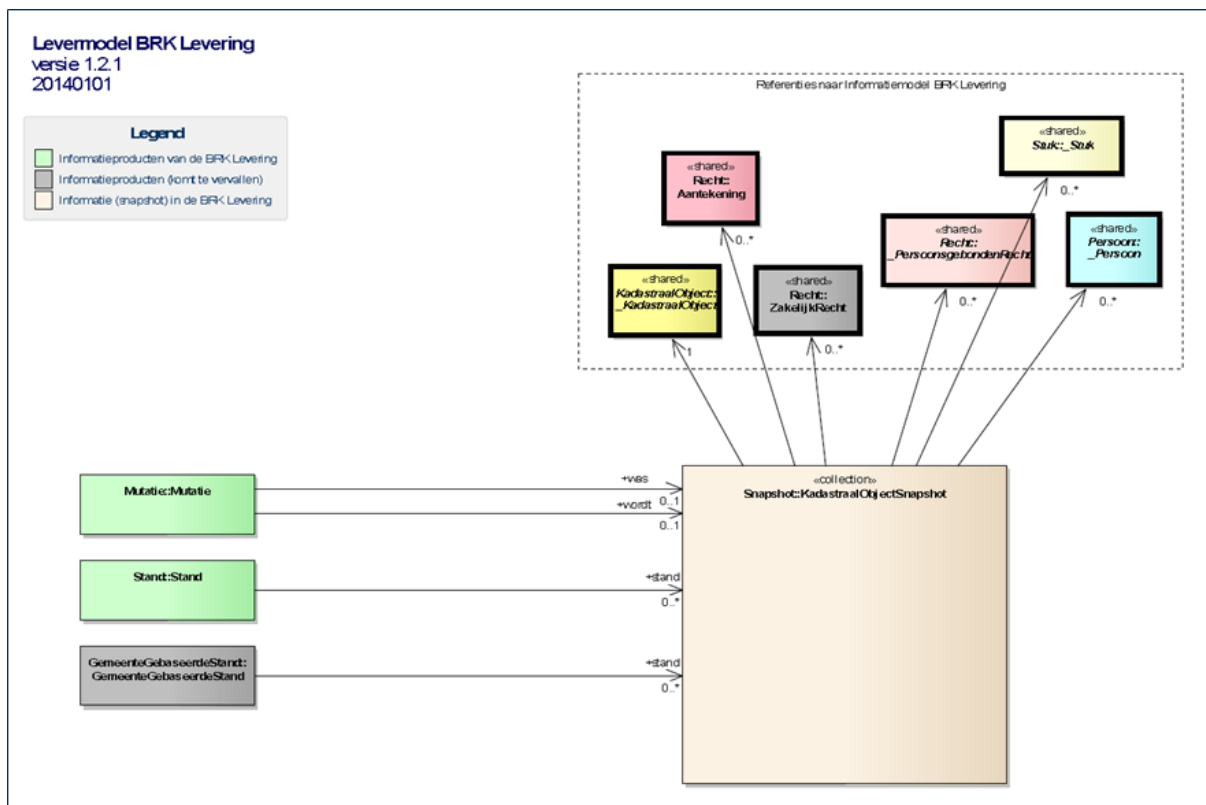 Levermodel BRK Levering
versie 1.2.1
20140101
Legend
Informatieproducten van de BRK Levering
Informatieproducten (komt te vervallen)
Informatie (snapshot) in de BRK Levering
Referenties naar Informatiemodel BRK Levering
«shared»
Stuk::_Stuk
0..*
«shared»
Recht::
Aantekening
0..*
«shared»
Recht::
_PersoonsgebondenRecht
0..*
«shared»
Persoon::
_Persoon
0..*
«shared»
KadastraalObject::
_KadastraalObject
1
«shared»
Recht::
ZakelijkRecht
0..*
Mutatie::Mutatie
+was
0..1
+wordt
0..1
Stand::Stand
+stand
0..*
GemeenteGebaseerdeStand::
GemeenteGebaseerdeStand
+stand
0..*
«collection»
Snapshot::KadastraalObjectSnapshot